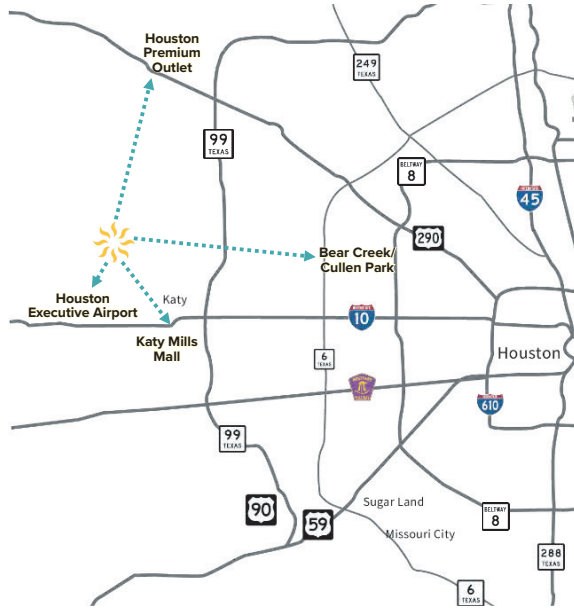 Houston
Premium
Outlet
249
TEXAS
99
TEXAS
BELTWAY
8
45
290
Bear Creek/
Cullen Park
Houston
Executive Airport
Katy
10
Katy Mills
Mall
Houston
6
TEXAS
610
99
TEXAS
90
59
Sugar Land
Missouri City
BELTWAY
8
288
TEXAS
6
TEXAS